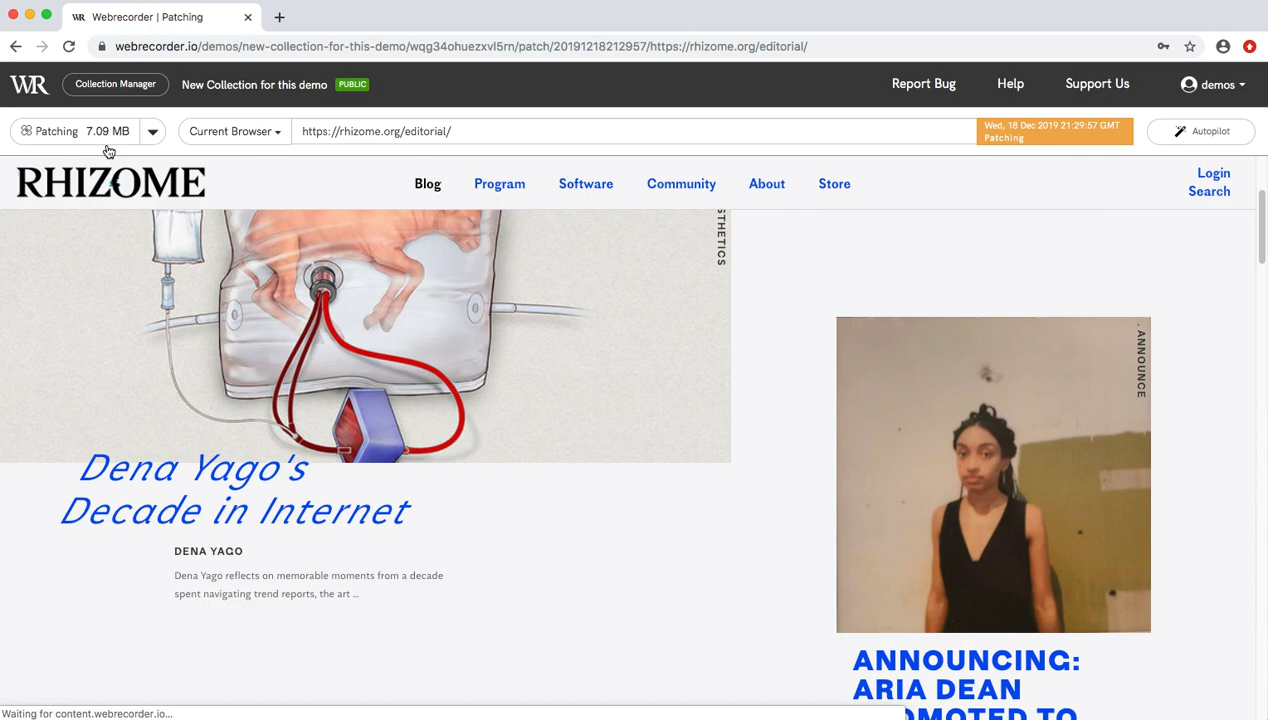 Webrecorder | Patching
webrecorder.io/demos/new-collection-for-this-demo/wqg34ohuezxvl5rn/patch/20191218212957/https://rhizome.org/editorial/
WR Collection Manager New Collection for this demo PUBLIC Report Bug Help Support Us demos
Patching 7.09 MB Current Browser https://rhizome.org/editorial/ Wed, 18 Dec 2019 21:29:57 GMT Autopilot
Patching
RHIZOME Blog Program Software Community About Store Login
Search
STHETICS
. ANNOUNCE
Dena Yago's
Decade in Internet
DENA YAGO
Dena Yago reflects on memorable moments from a decade
spent navigating trend reports, the art ...
ANNOUNCING:
ARIA DEAN
PROMOTED TO
Waiting for content.webrecorder.io...